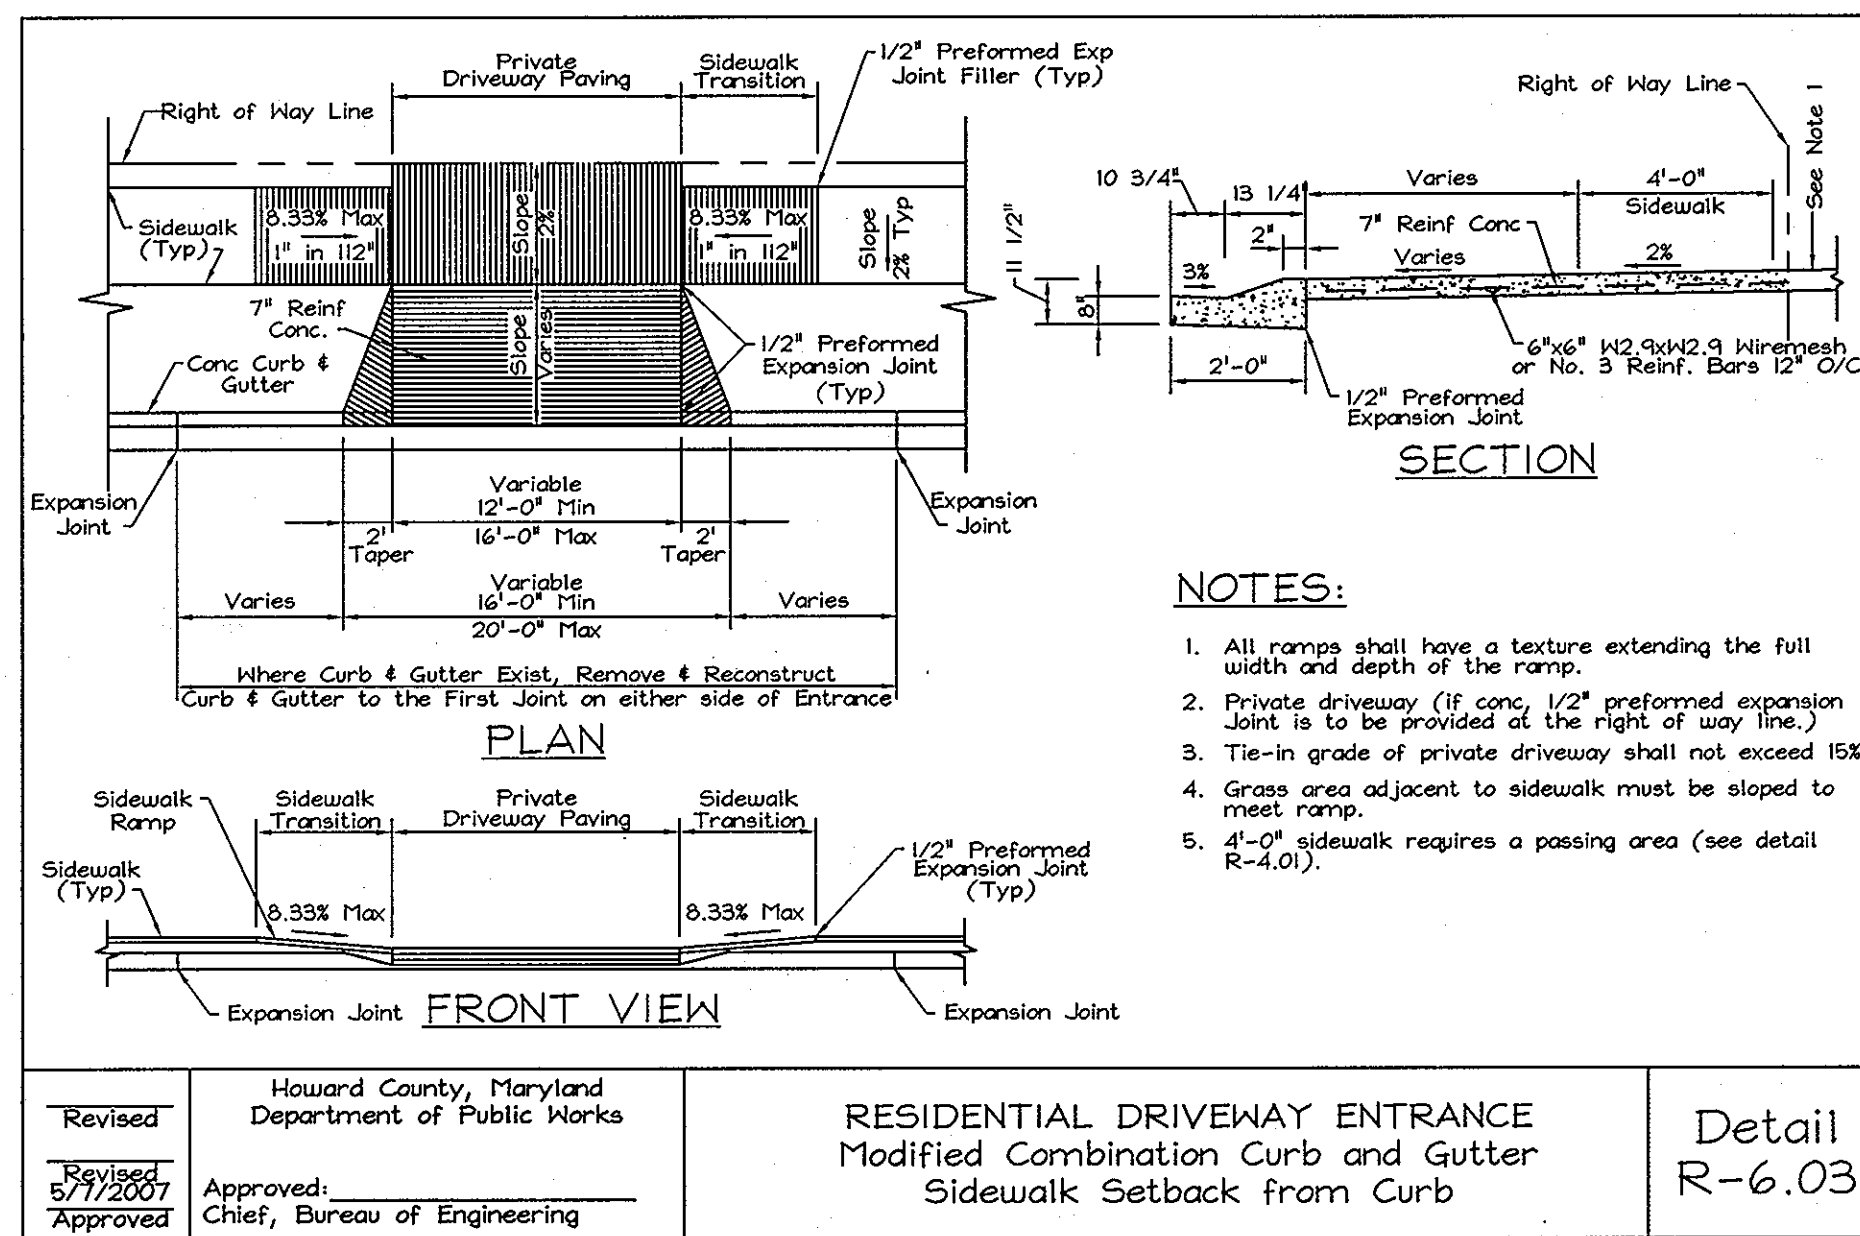 Private
Driveway Paving
Sidewalk
Transition
1/2" Preformed Exp
Joint Filler (Typ)
Right of Way Line
8.33% Max
1" in 112"
Slope
2%
8.33% Max
1" in 112"
Slope
2% Typ
Sidewalk
(Typ)
7" Reinf
Conc.
Slope
Varies
1/2" Preformed
Expansion Joint
(Typ)
Conc Curb &
Gutter
Expansion
Joint
Variable
12'-0" Min
16'-0" Max
2'
Taper
2'
Taper
Expansion
Joint
Varies
Variable
16'-0" Min
20'-0" Max
Varies
Where Curb & Gutter Exist, Remove & Reconstruct
Curb & Gutter to the First Joint on either side of Entrance
PLAN
Right of Way Line
See Note 1
10 3/4"
13 1/4
Varies
4'-0"
Sidewalk
2"
7" Reinf Conc
11 1/2"
3%
Varies
2%
8"
2'-0"
6"x6" W2.9xW2.9 Wiremesh
or No. 3 Reinf. Bars 12" O/C
1/2" Preformed
Expansion Joint
SECTION
NOTES:
1. All ramps shall have a texture extending the full
width and depth of the ramp.
2. Private driveway (if conc, 1/2" preformed expansion
Joint is to be provided at the right of way line.)
3. Tie-in grade of private driveway shall not exceed 15%
4. Grass area adjacent to sidewalk must be sloped to
meet ramp.
5. 4'-0" sidewalk requires a passing area (see detail
R-4.01).
Sidewalk
Ramp
Sidewalk
Transition
Private
Driveway Paving
Sidewalk
Transition
1/2" Preformed
Expansion Joint
(Typ)
Sidewalk
(Typ)
8.33% Max
8.33% Max
Expansion Joint
FRONT VIEW
Expansion Joint
Revised
Revised
5/7/2007
Approved
Howard County, Maryland
Department of Public Works
Approved:
Chief, Bureau of Engineering
RESIDENTIAL DRIVEWAY ENTRANCE
Modified Combination Curb and Gutter
Sidewalk Setback from Curb
Detail
R-6.03